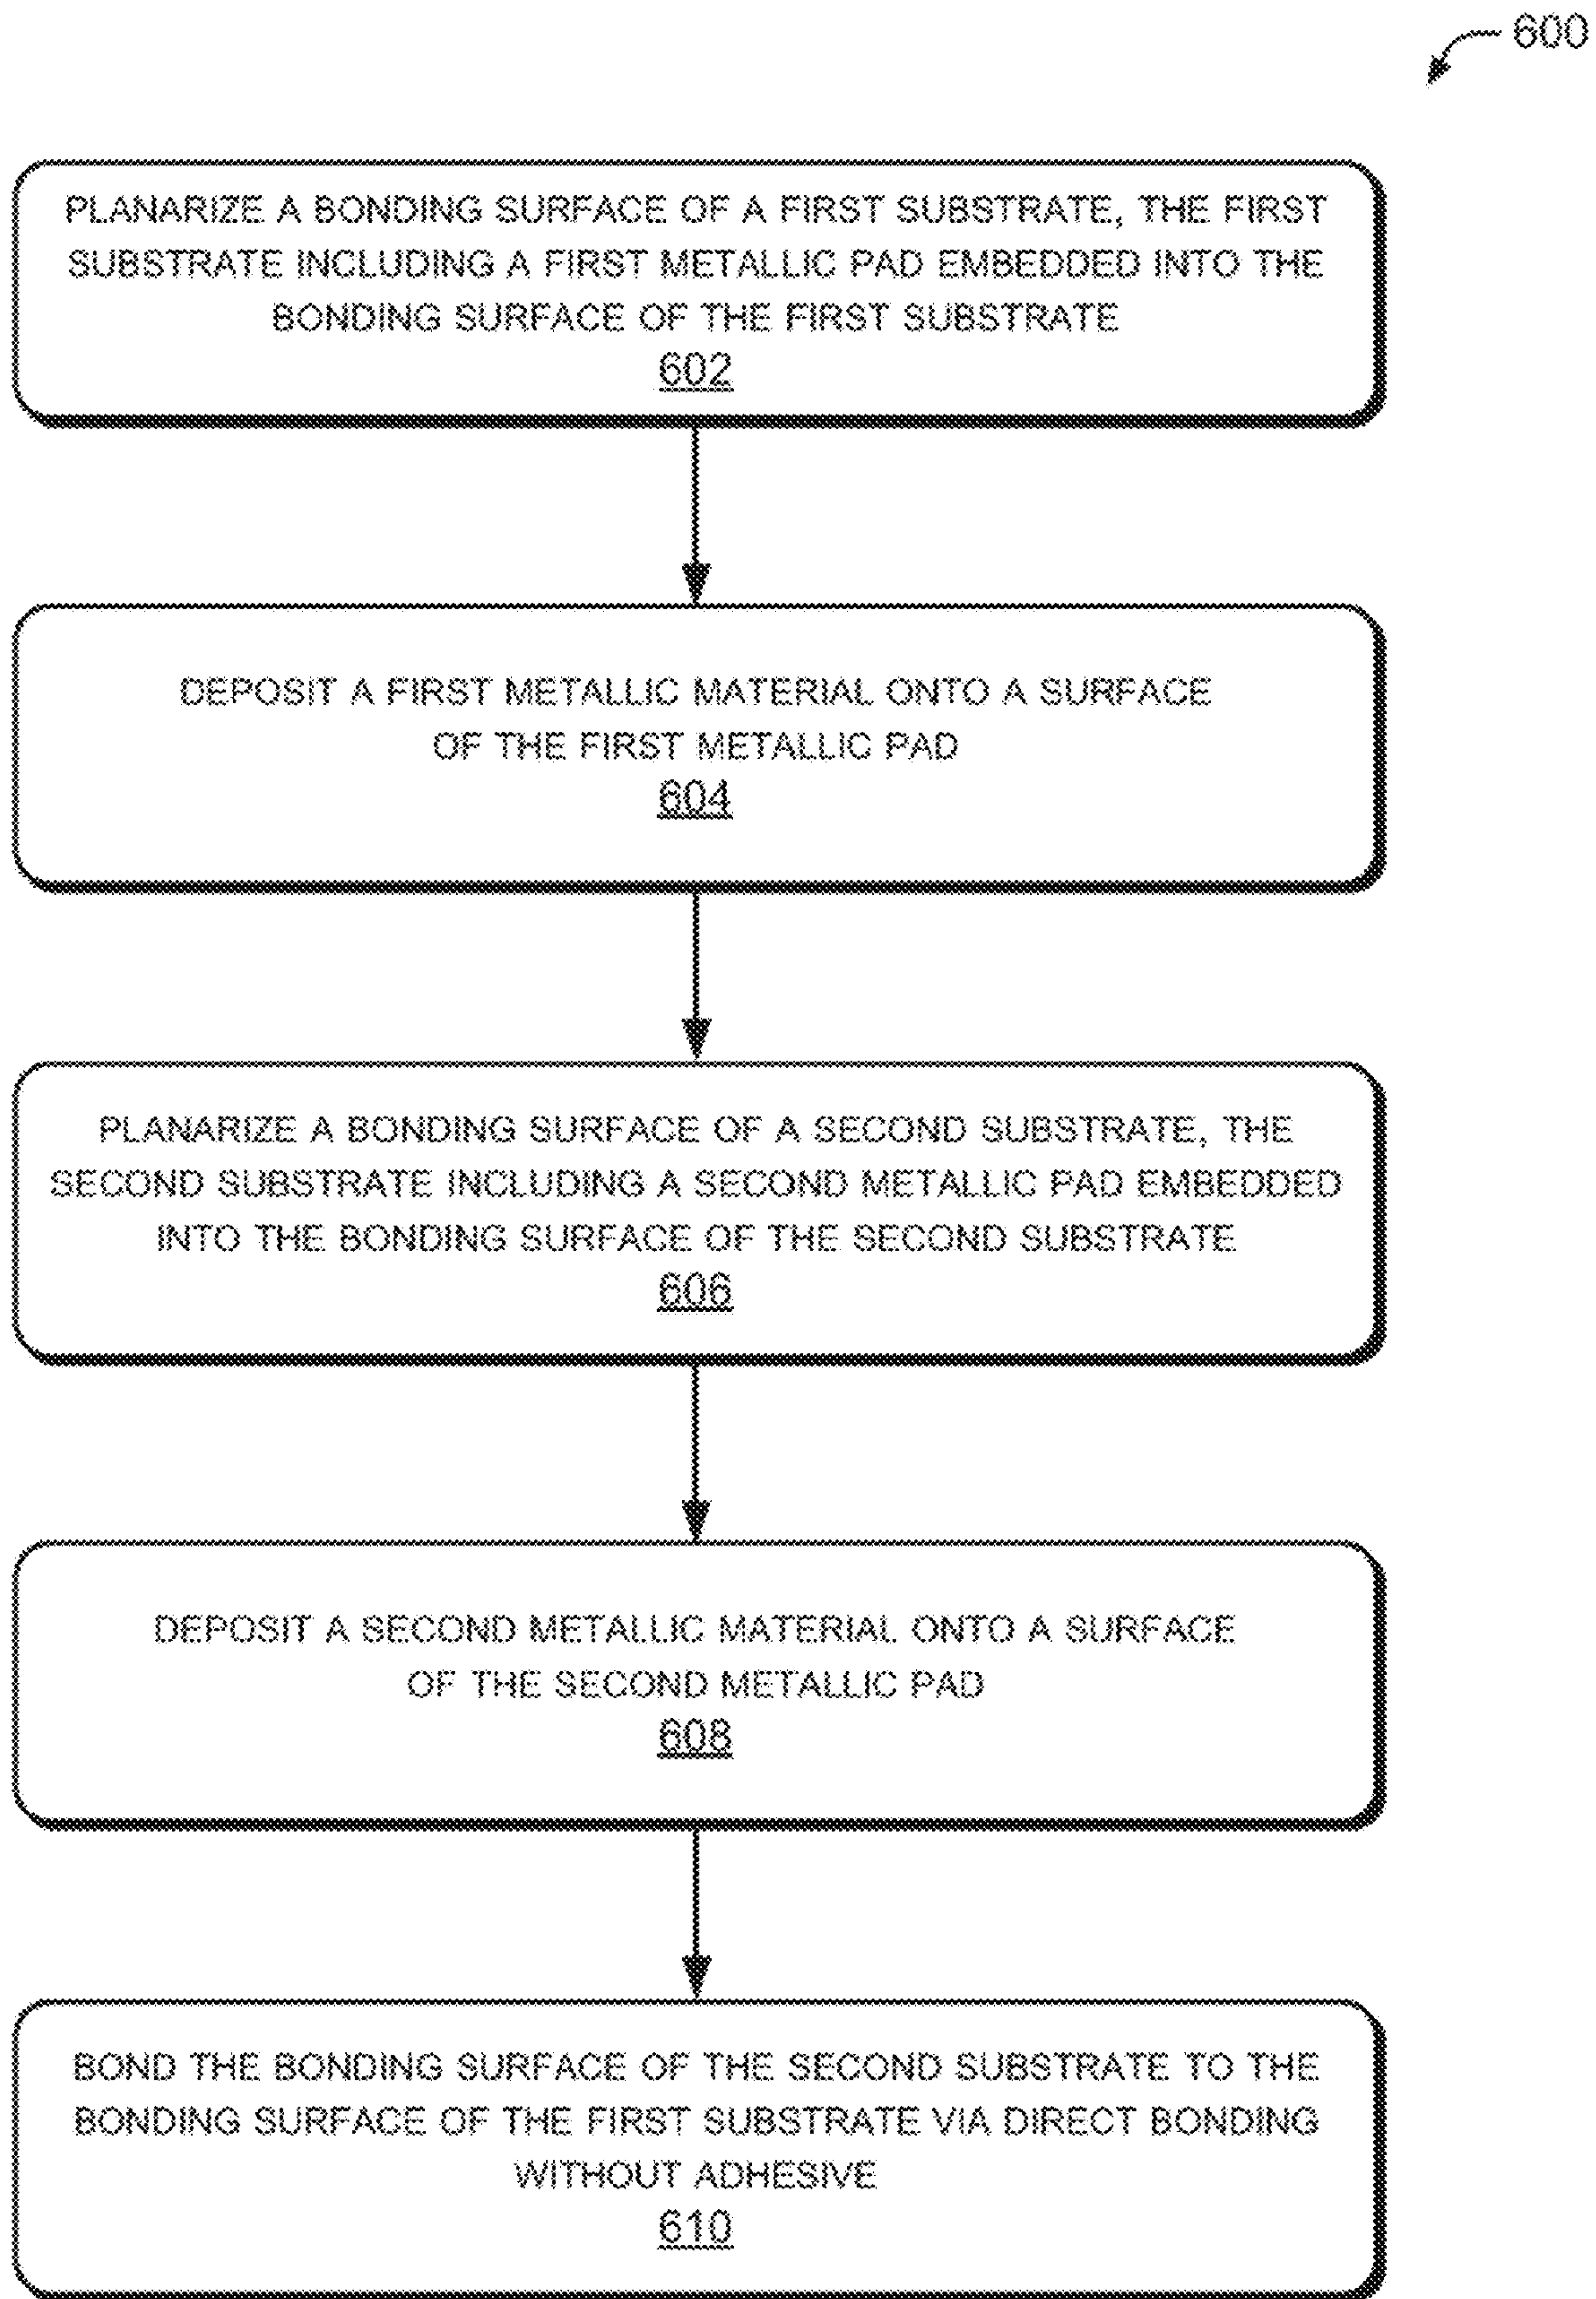 600
PLANARIZE A BONDING SURFACE OF A FIRST SUBSTRATE, THE FIRST
SUBSTRATE INCLUDING A FIRST METALLIC PAD EMBEDDED INTO THE
BONDING SURFACE OF THE FIRST SUBSTRATE
602
DEPOSIT A FIRST METALLIC MATERIAL ONTO A SURFACE
OF THE FIRST METALLIC PAD
604
PLANARIZE A BONDING SURFACE OF A SECOND SUBSTRATE, THE
SECOND SUBSTRATE INCLUDING A SECOND METALLIC PAD EMBEDDED
INTO THE BONDING SURFACE OF THE SECOND SUBSTRATE
606
DEPOSIT A SECOND METALLIC MATERIAL ONTO A SURFACE
OF THE SECOND METALLIC PAD
608
BOND THE BONDING SURFACE OF THE SECOND SUBSTRATE TO THE
BONDING SURFACE OF THE FIRST SUBSTRATE VIA DIRECT BONDING
WITHOUT ADHESIVE
610